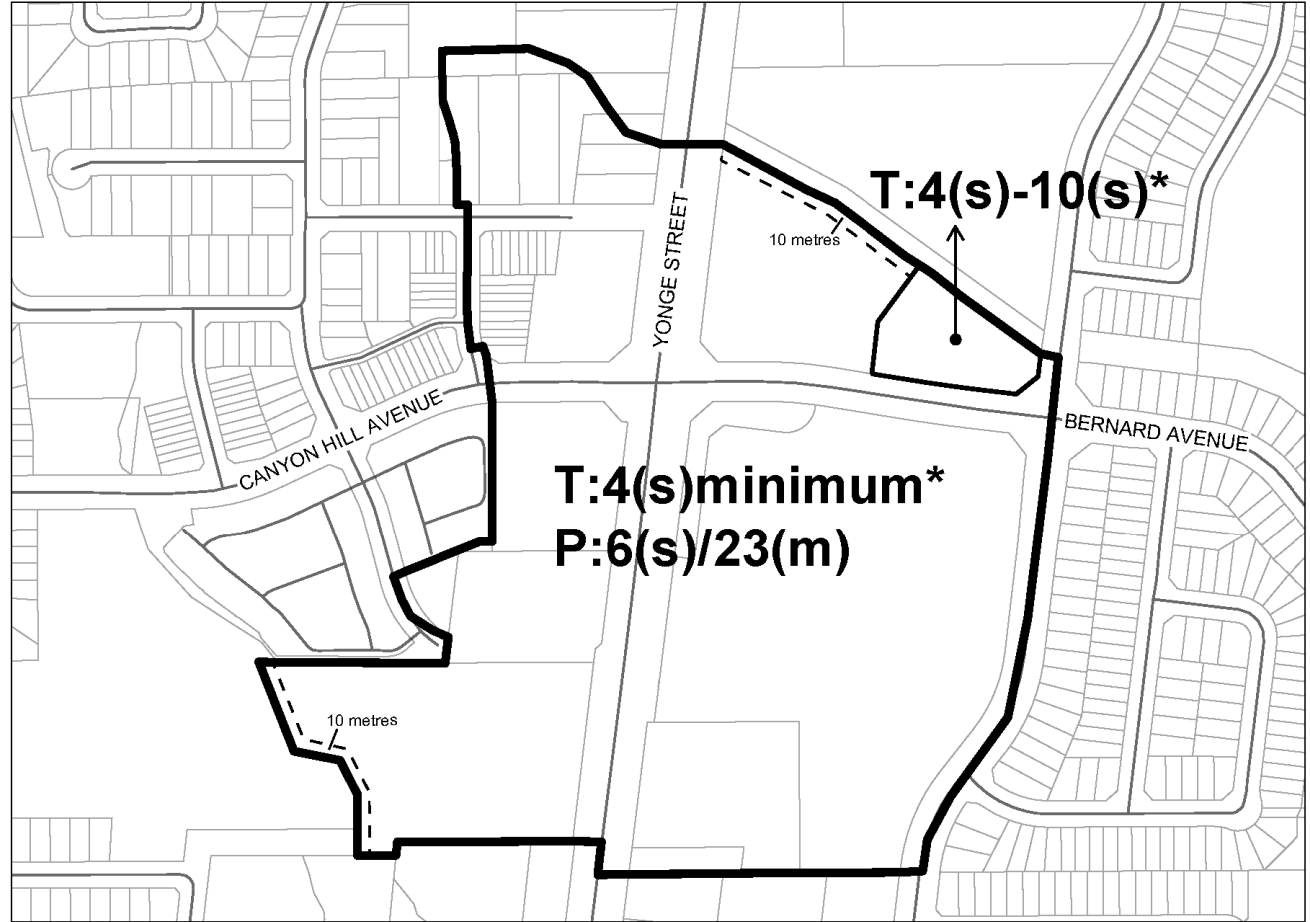 T:4(s)-10(s)*
10 metres
YONGE STREET
CANYON HILL AVENUE
BERNARD AVENUE
T:4(s)minimum*
P:6(s)/23(m)
10 metres